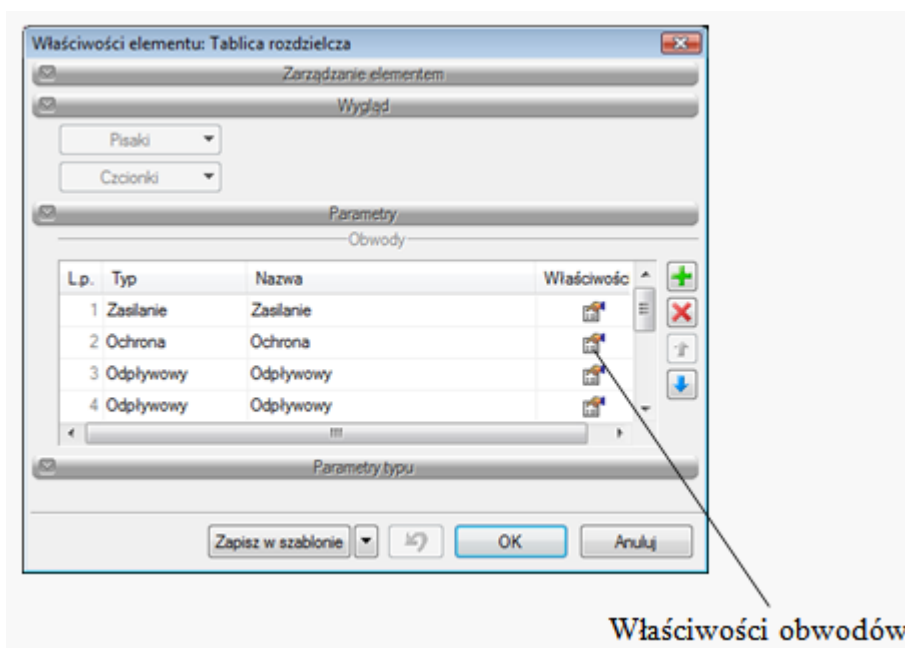 Właściwości elementu: Tablica rozdzielcza
Zarządzanie elementem
Wygląd
Pisaki
Czcionki
Parametry
Obwody
L.p. Typ Nazwa Właściwośc
1 Zasilanie Zasilanie
2 Ochrona Ochrona
3 Odpływowy Odpływowy
4 Odpływowy Odpływowy
Parametry typu
Zapisz w szablonie OK Anuluj
Właściwości obwodów